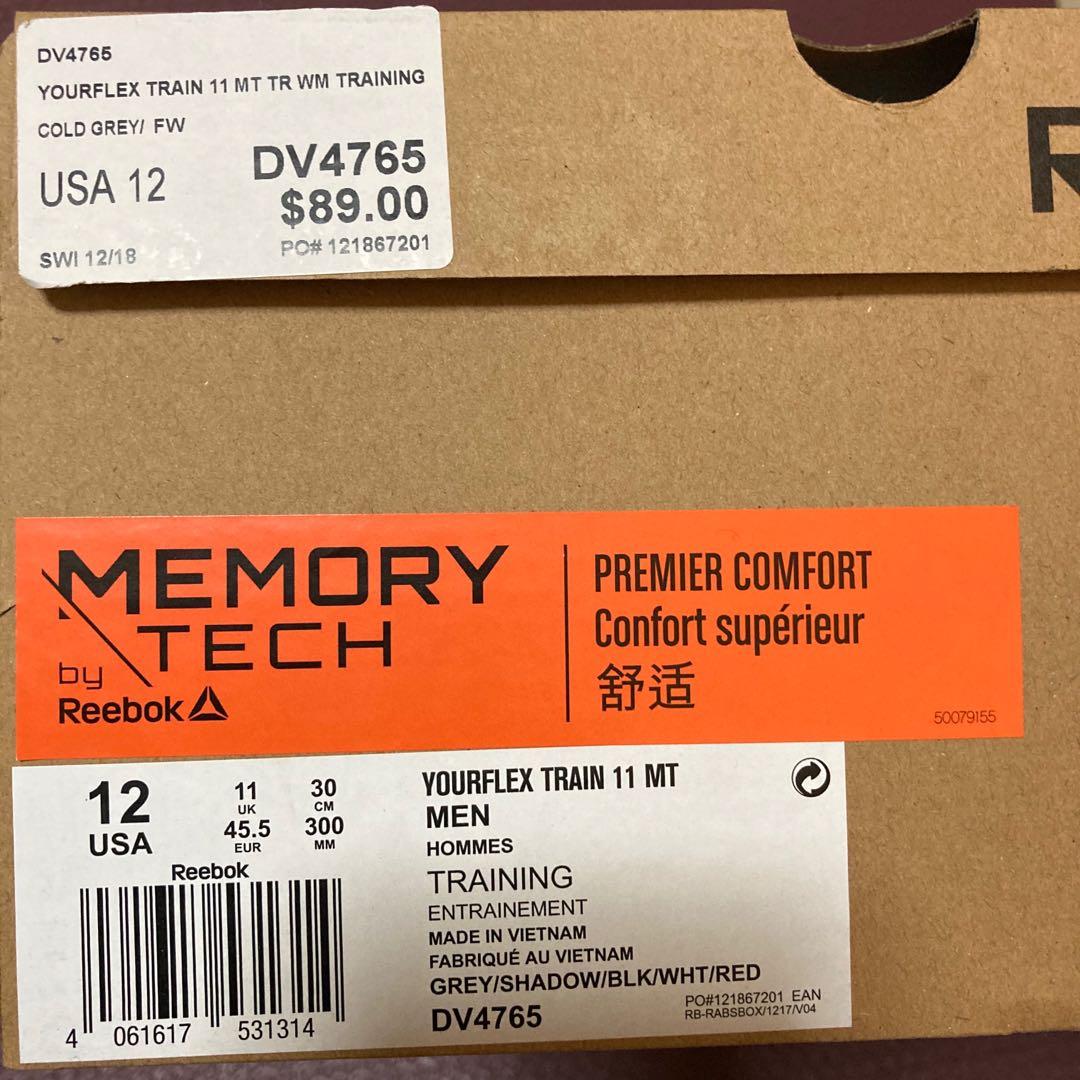 DV4765
YOURFLEX TRAIN 11 MT TR WM TRAINING
COLD GREY/ FW
USA 12
DV4765
$89.00
SWI 12/18
PO# 121867201
R
MEMORY
TECH
by
Reebok
PREMIER COMFORT
Confort supérieur
舒适
50079155
12
USA
11
UK
45.5
EUR
30
CM
300
MM
Reebok
4 061617 531314
YOURFLEX TRAIN 11 MT
MEN
HOMMES
TRAINING
ENTRAINEMENT
MADE IN VIETNAM
FABRIQUÉ AU VIETNAM
GREY/SHADOW/BLK/WHT/RED
DV4765
PO#121867201 EAN
RB-RABSBOX/1217/V04